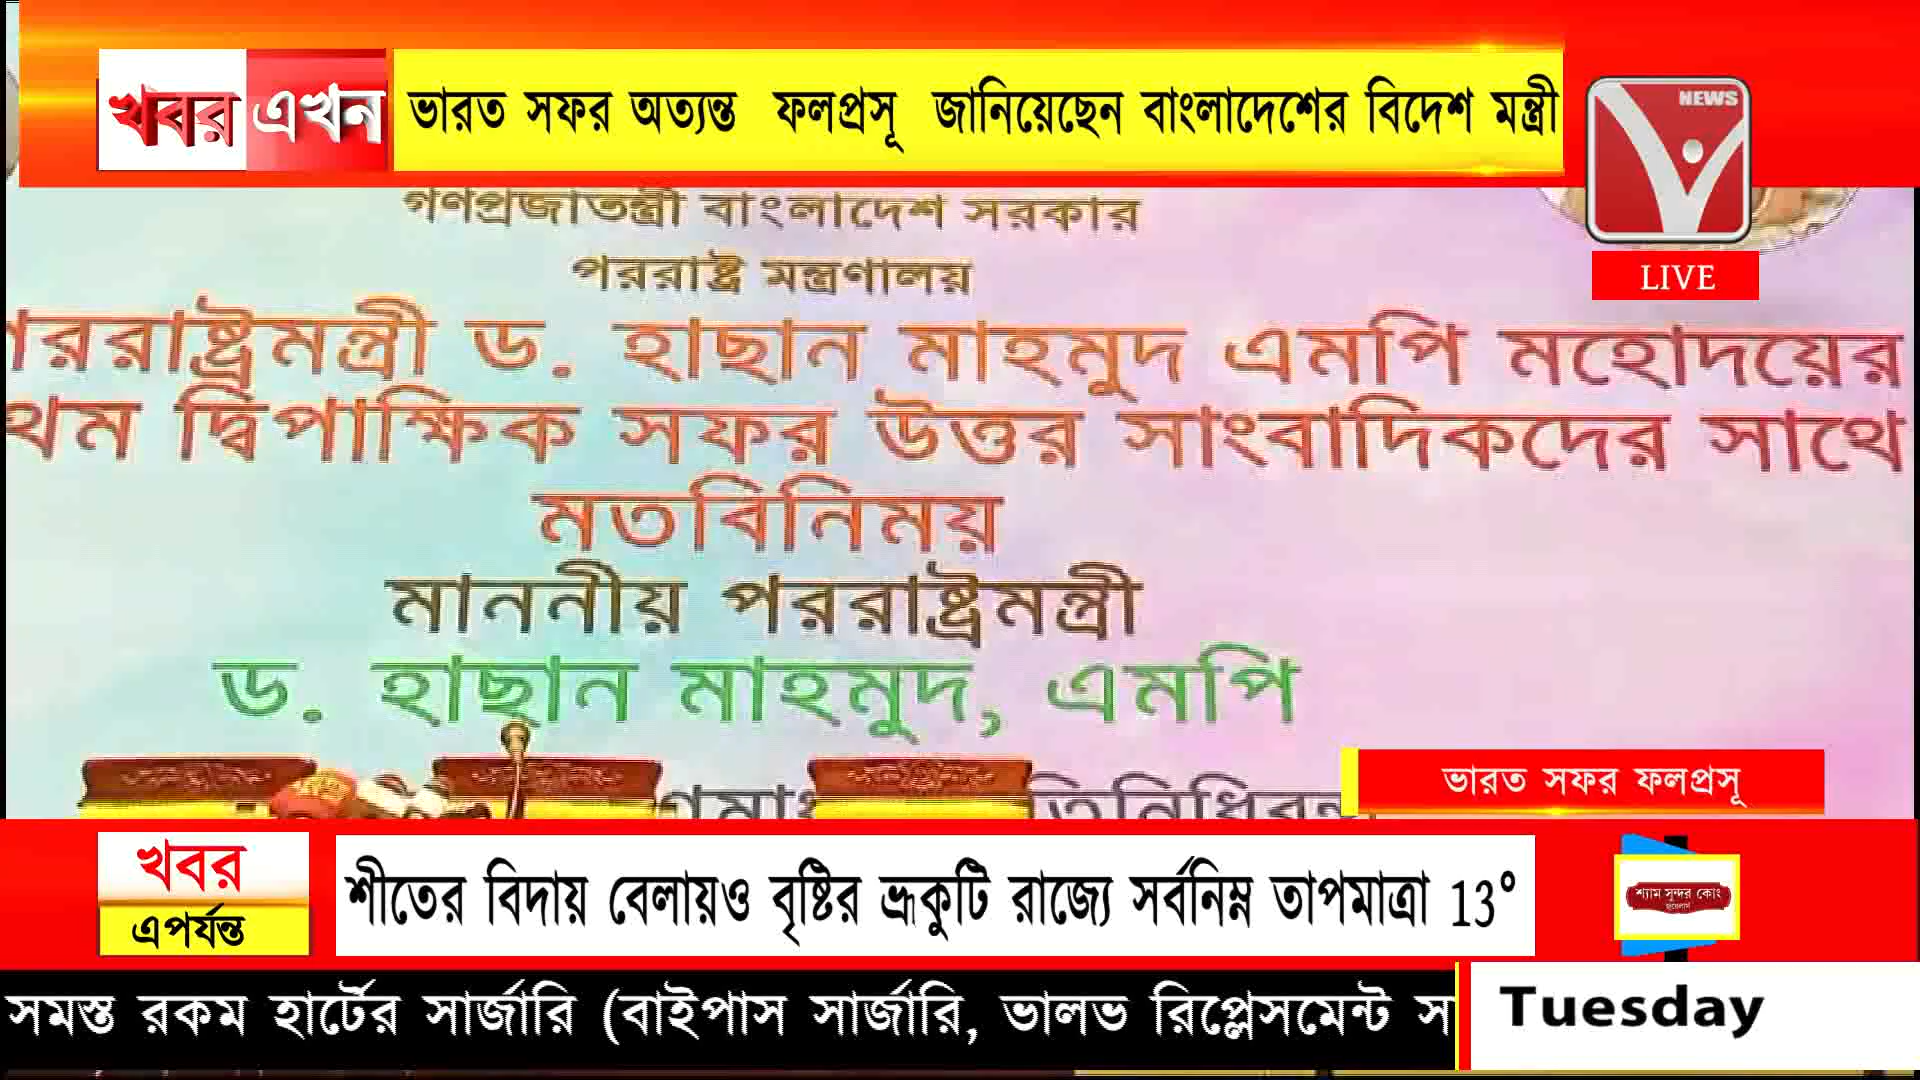 খবর এখন
ভারত সফর অত্যন্ত ফলপ্রসূ জানিয়েছেন বাংলাদেশের বিদেশ মন্ত্রী
NEWS
LIVE
গণপ্রজাতন্ত্রী বাংলাদেশ সরকার
পররাষ্ট্র মন্ত্রণালয়
পররাষ্ট্রমন্ত্রী ড. হাছান মাহমুদ এমপি মহোদয়ের
থম দ্বিপাক্ষিক সফর উত্তর সাংবাদিকদের সাথে
মতবিনিময়
মাননীয় পররাষ্ট্রমন্ত্রী
ড. হাছান মাহমুদ, এমপি
ভারত সফর ফলপ্রসূ
খবর
এপর্যন্ত
শীতের বিদায় বেলায়ও বৃষ্টির ভ্রূকুটি রাজ্যে সর্বনিম্ন তাপমাত্রা 13°
শ্যাম সুন্দর কোং
জুয়েলার্স
সমস্ত রকম হার্টের সার্জারি (বাইপাস সার্জারি, ভালভ রিপ্লেসমেন্ট স
Tuesday